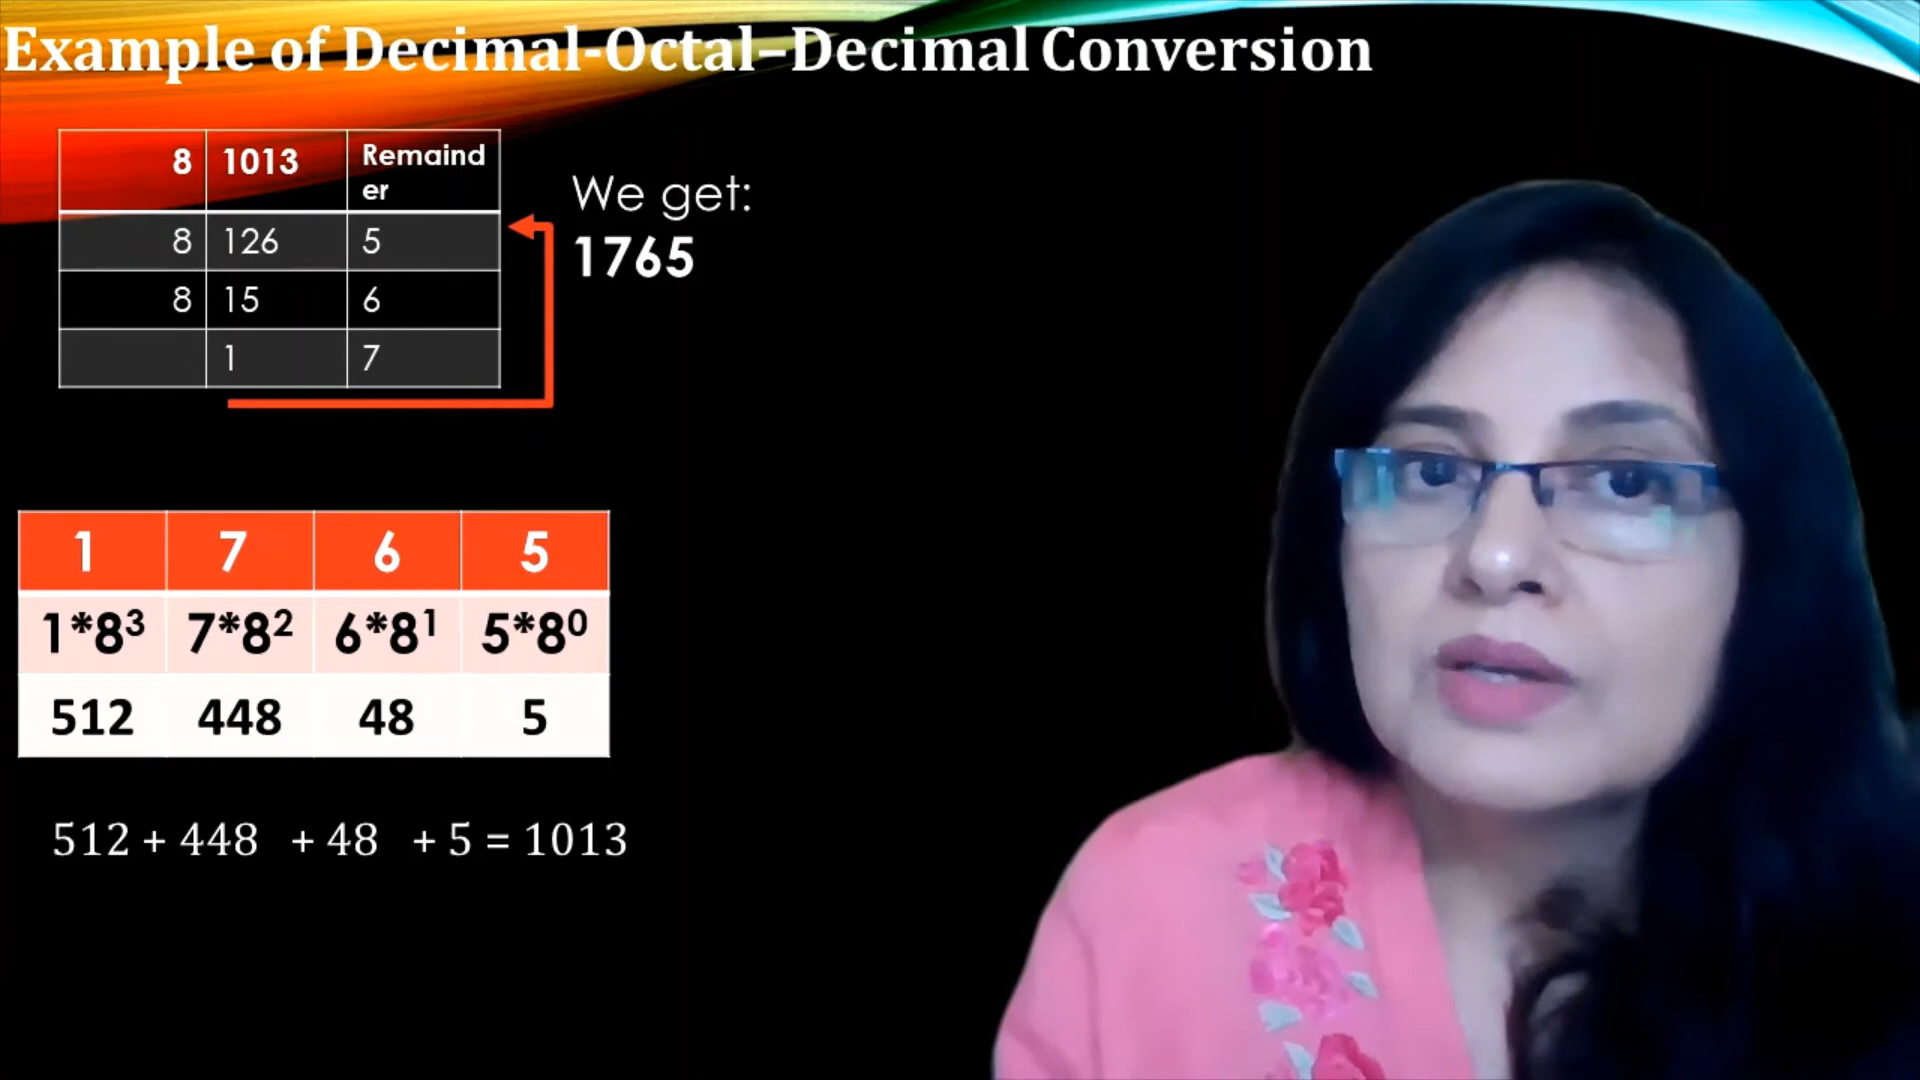 Example of Decimal-Octal–Decimal Conversion
8 1013 Remaind
er
8 126 5
8 15 6
1 7
We get:
1765
1 7 6 5
1*8³ 7*8² 6*8¹ 5*8⁰
512 448 48 5
512 + 448 + 48 + 5 = 1013